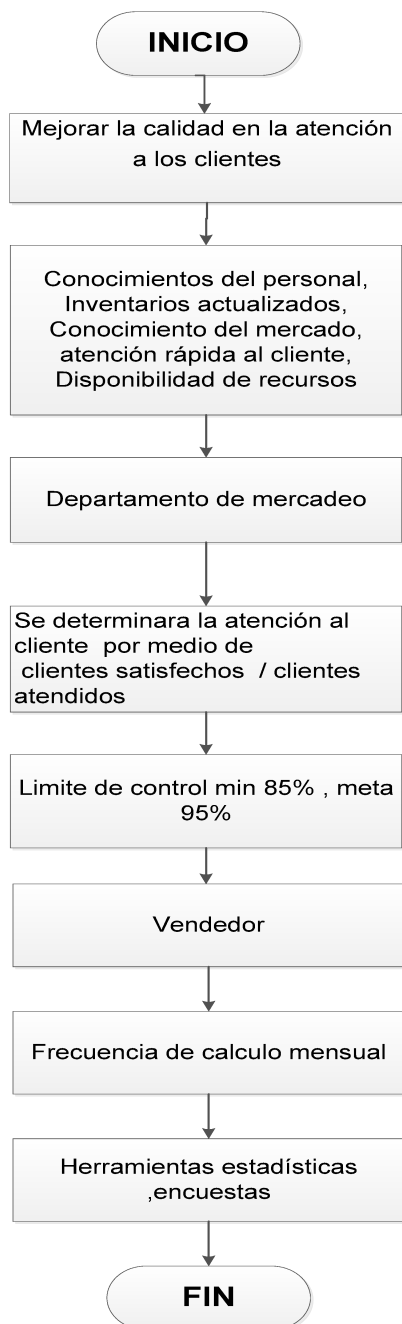 INICIO
Mejorar la calidad en la atención
a los clientes
Conocimientos del personal,
Inventarios actualizados,
Conocimiento del mercado,
atención rápida al cliente,
Disponibilidad de recursos
Departamento de mercadeo
Se determinara la atención al
cliente por medio de
clientes satisfechos / clientes
atendidos
Limite de control min 85% , meta
95%
Vendedor
Frecuencia de calculo mensual
Herramientas estadísticas
,encuestas
FIN